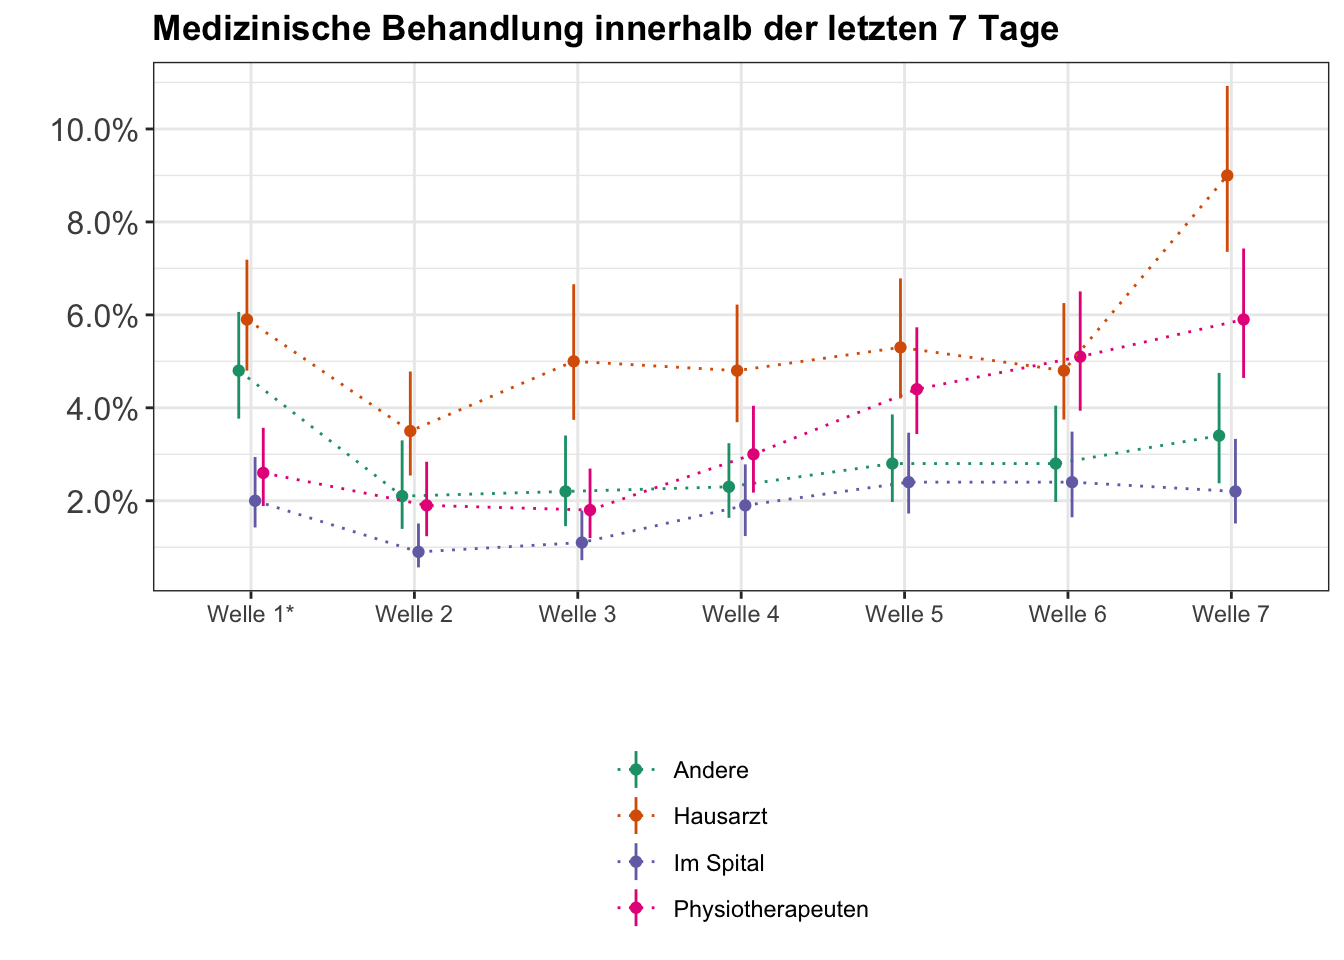 Medizinische Behandlung innerhalb der letzten 7 Tage
10.0%
8.0%
6.0%
4.0%
2.0%
Welle 1* Welle 2 Welle 3 Welle 4 Welle 5 Welle 6 Welle 7
Andere
Hausarzt
Im Spital
Physiotherapeuten